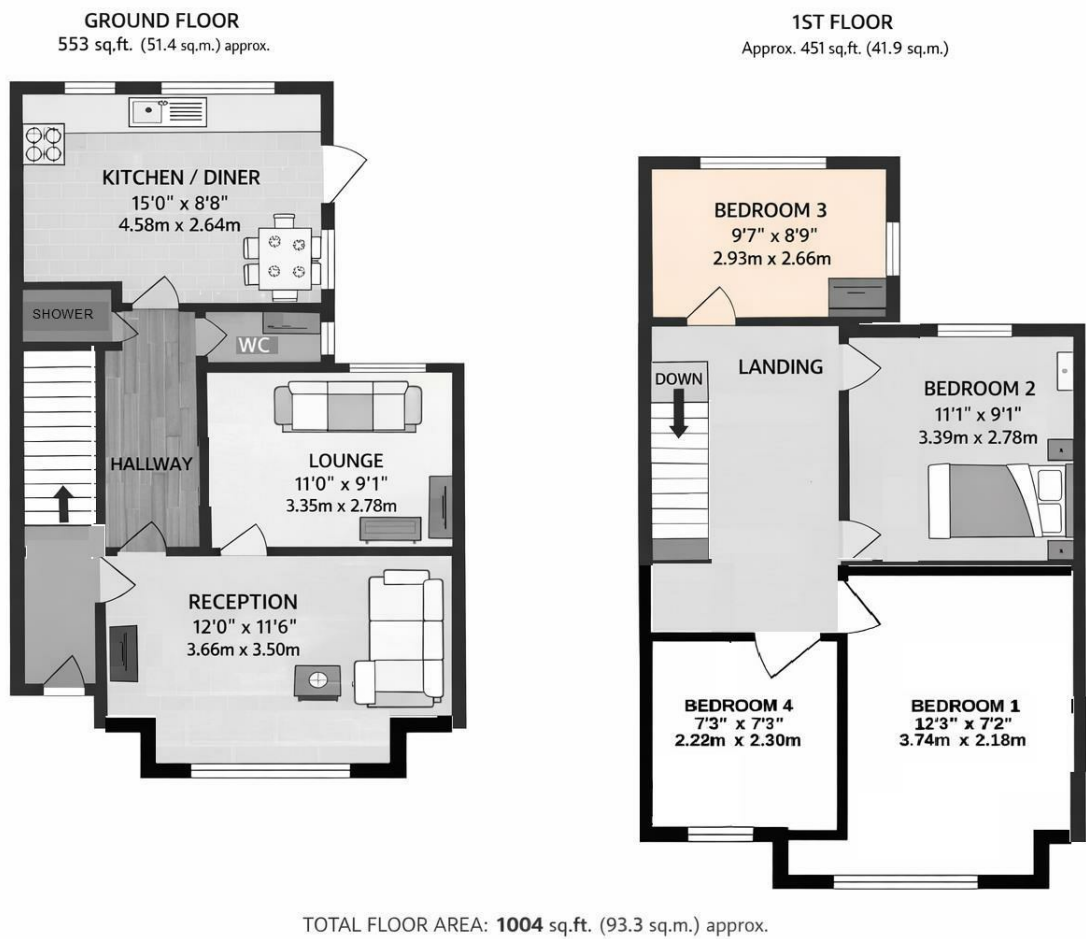 GROUND FLOOR
553 sq.ft. (51.4 sq.m.) approx.
1ST FLOOR
Approx. 451 sq.ft. (41.9 sq.m.)
KITCHEN / DINER
15'0" x 8'8"
4.58m x 2.64m
SHOWER
WC
HALLWAY
LOUNGE
11'0" x 9'1"
3.35m x 2.78m
RECEPTION
12'0" x 11'6"
3.66m x 3.50m
BEDROOM 3
9'7" x 8'9"
2.93m x 2.66m
DOWN
LANDING
BEDROOM 2
11'1" x 9'1"
3.39m x 2.78m
BEDROOM 4
7'3" x 7'3"
2.22m x 2.30m
BEDROOM 1
12'3" x 7'2"
3.74m x 2.18m
TOTAL FLOOR AREA: 1004 sq.ft. (93.3 sq.m.) approx.